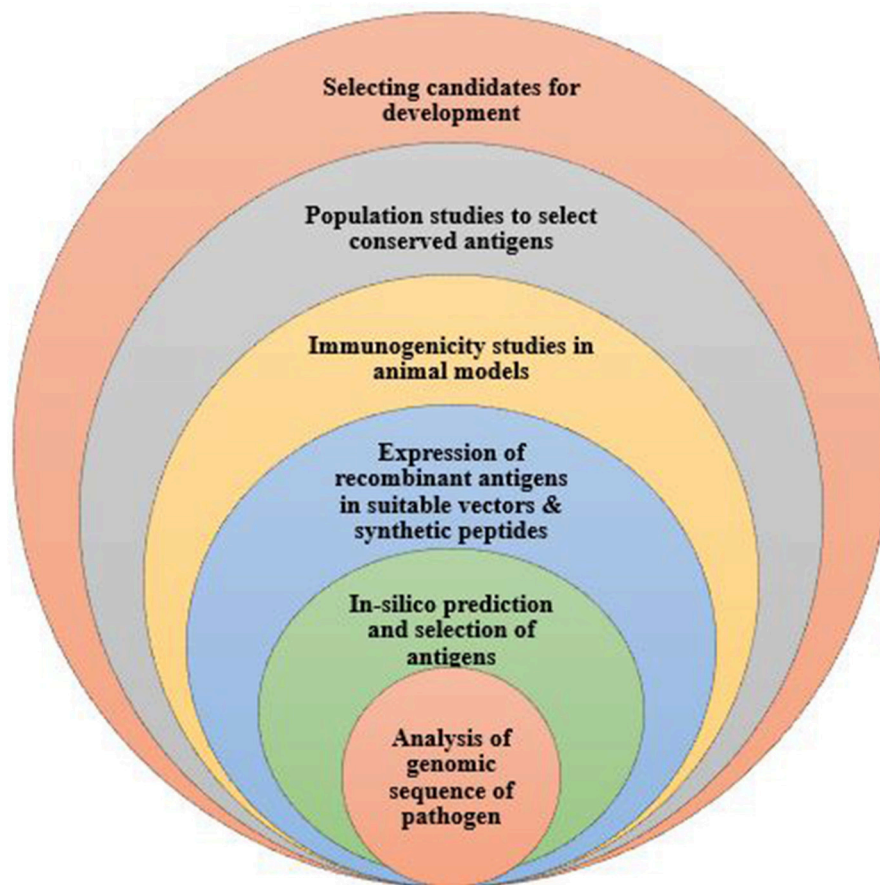 Selecting candidates for
development
Population studies to select
conserved antigens
Immunogenicity studies in
animal models
Expression of
recombinant antigens
in suitable vectors &
synthetic peptides
In-silico prediction
and selection of
antigens
Analysis of
genomic
sequence of
pathogen